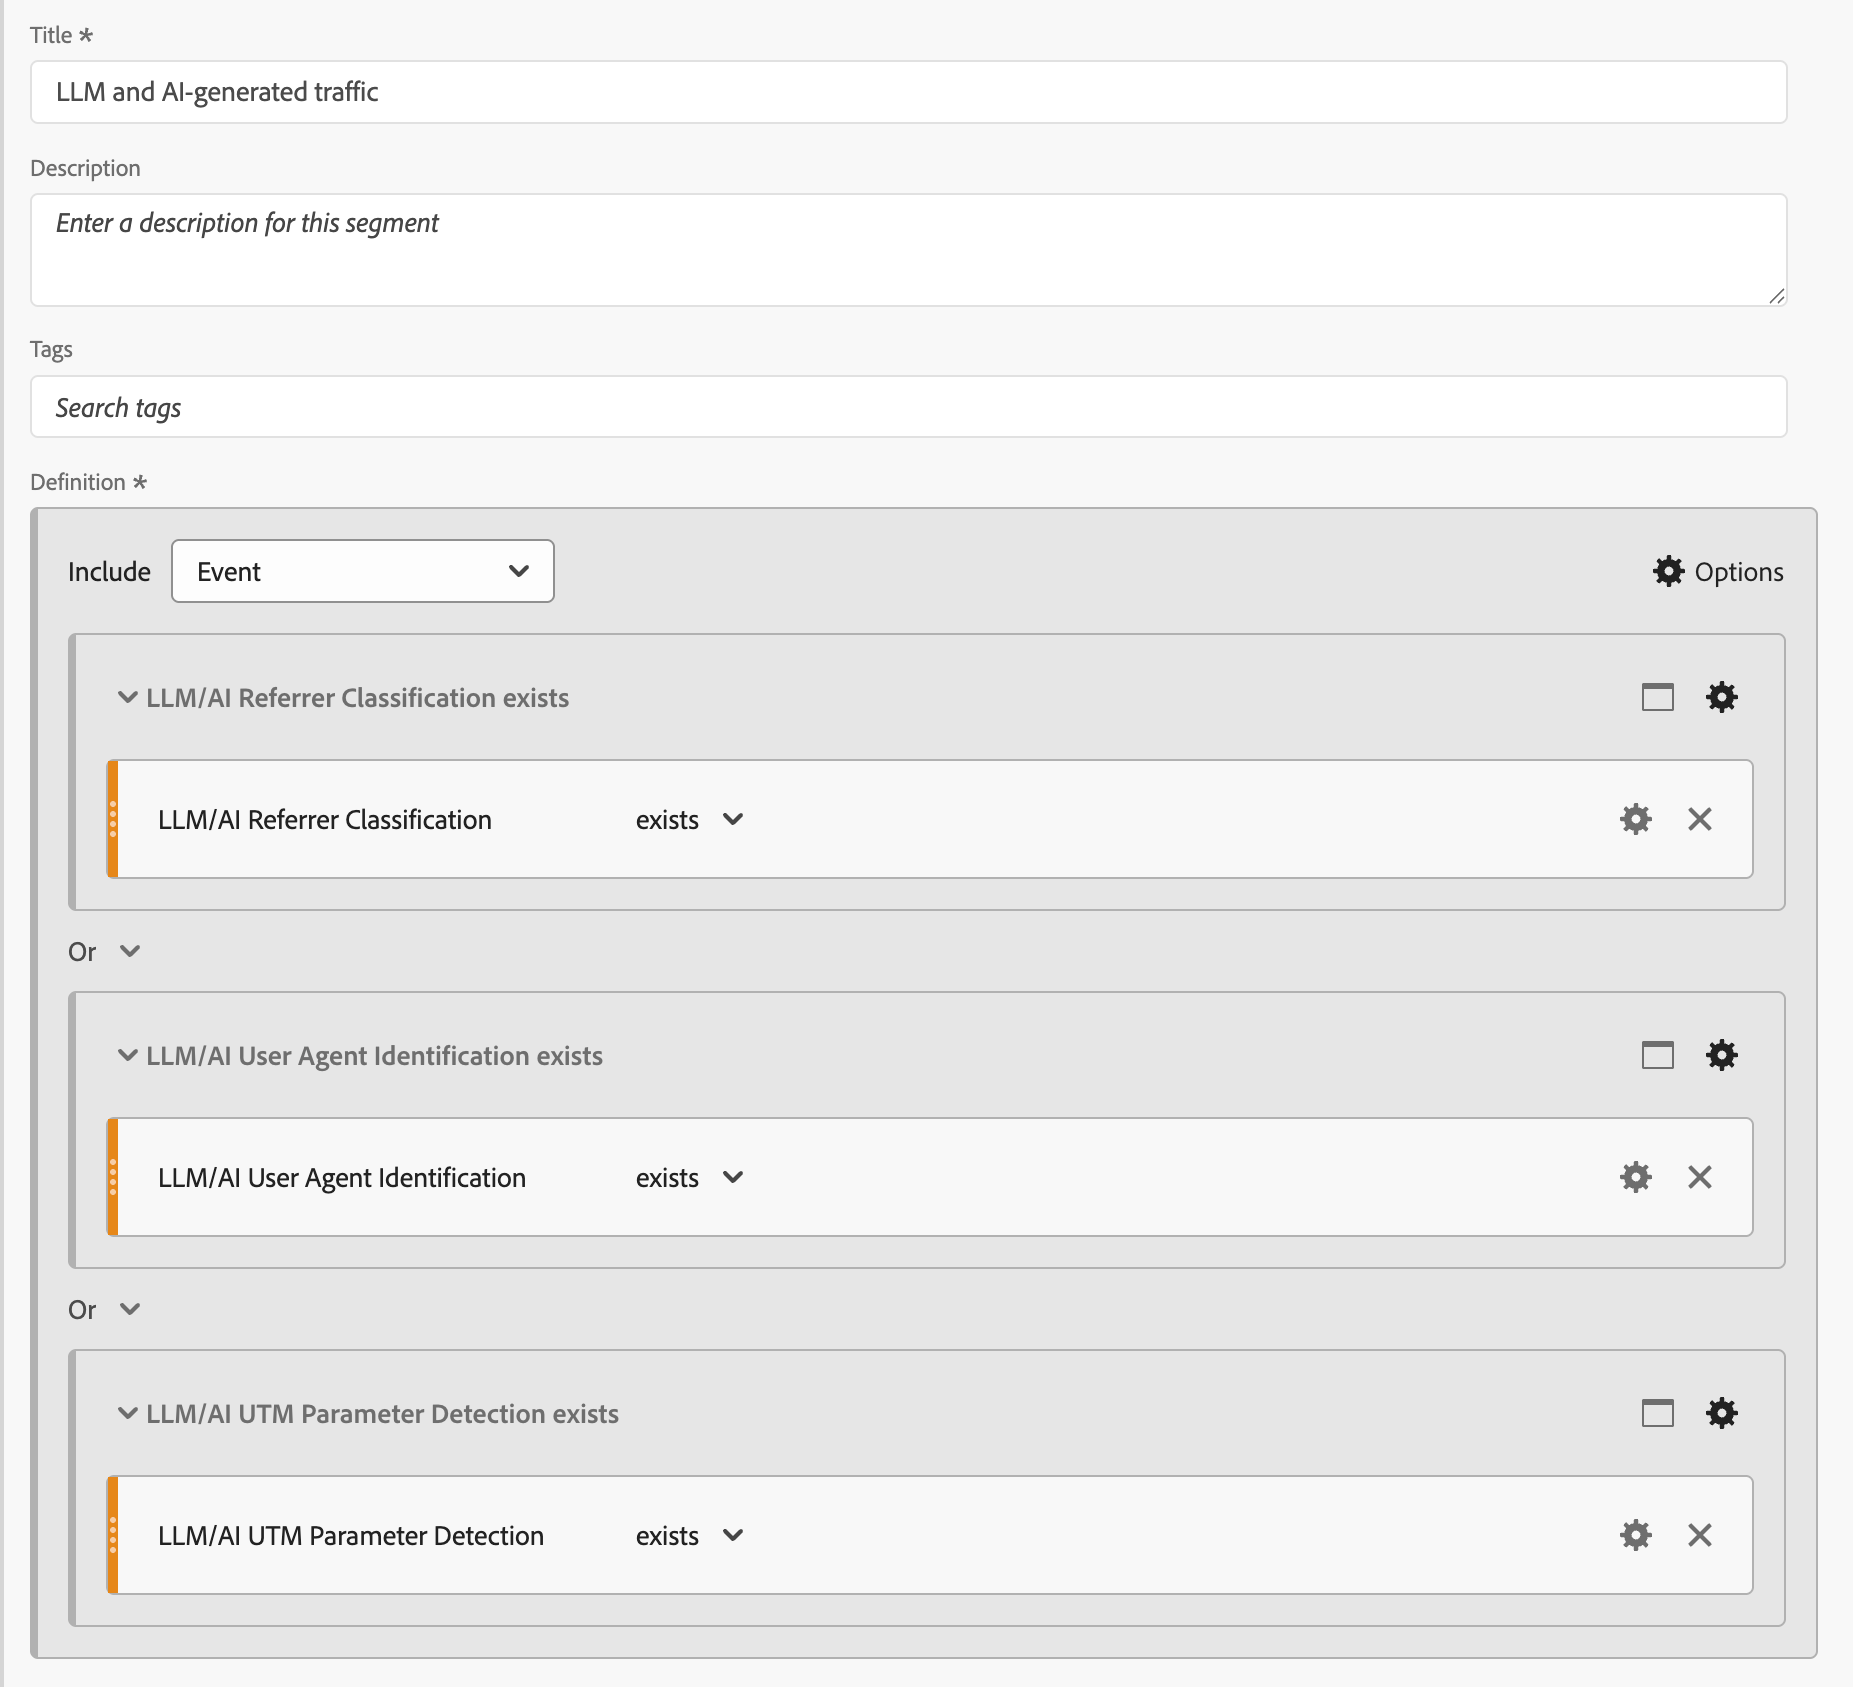 Title *
LLM and AI-generated traffic
Description
Enter a description for this segment
Tags
Search tags
Definition *
Include Event Options
LLM/AI Referrer Classification exists
LLM/AI Referrer Classification exists
Or
LLM/AI User Agent Identification exists
LLM/AI User Agent Identification exists
Or
LLM/AI UTM Parameter Detection exists
LLM/AI UTM Parameter Detection exists